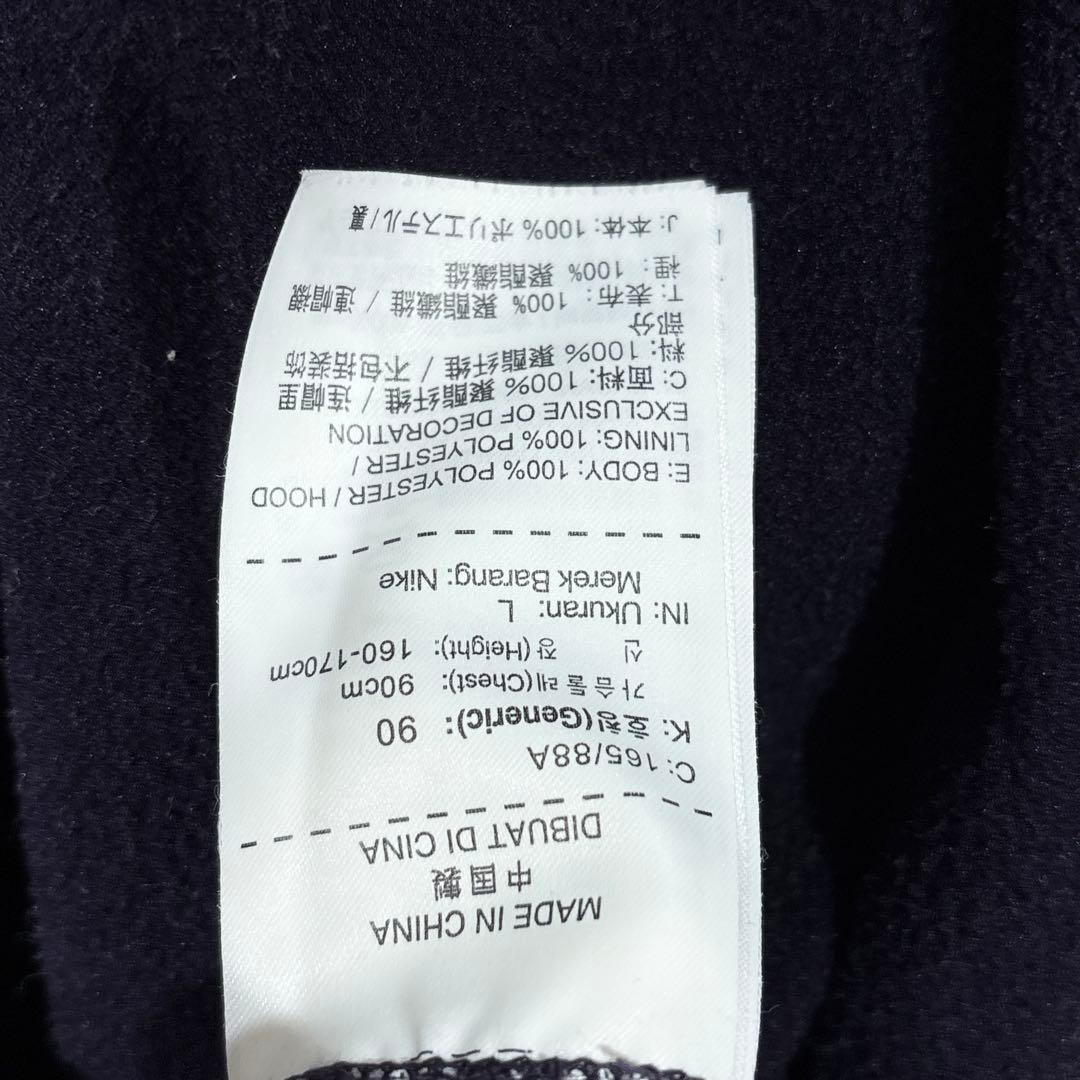 MADE IN CHINA
中国製
DIBUAT DI CINA
C: 165/88A
K: 호칭(Generic): 90
가슴둘레(Chest): 90cm
신 장(Height): 160-170cm
IN: Ukuran: L
Merek Barang: Nike
E: BODY: 100% POLYESTER / HOOD
LINING: 100% POLYESTER /
EXCLUSIVE OF DECORATION
C: 面料: 100% 聚酯纤维 / 连帽里
料: 100% 聚酯纤维 / 不包括装饰
部分
T: 表布: 100% 聚酯纖維 / 連帽襯
裡: 100% 聚酯纖維
J: 本体: 100% ポリエステル / 裏